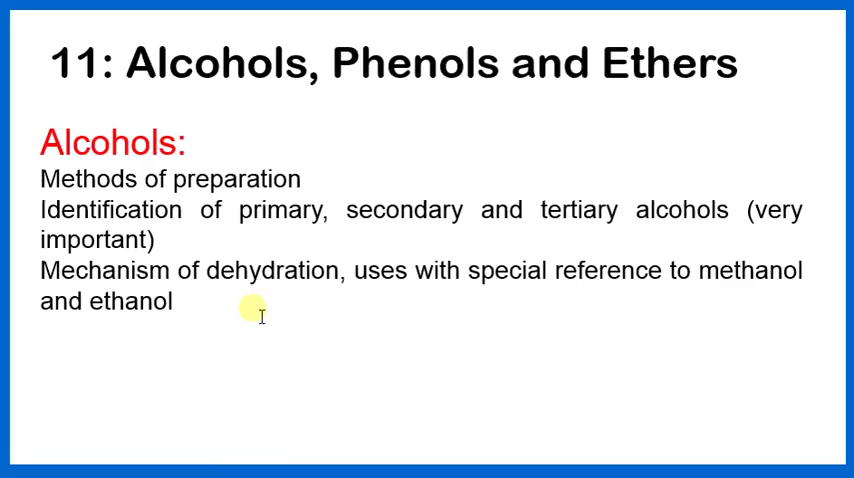 11: Alcohols, Phenols and Ethers
Alcohols:
Methods of preparation
Identification of primary, secondary and tertiary alcohols (very
important)
Mechanism of dehydration, uses with special reference to methanol
and ethanol